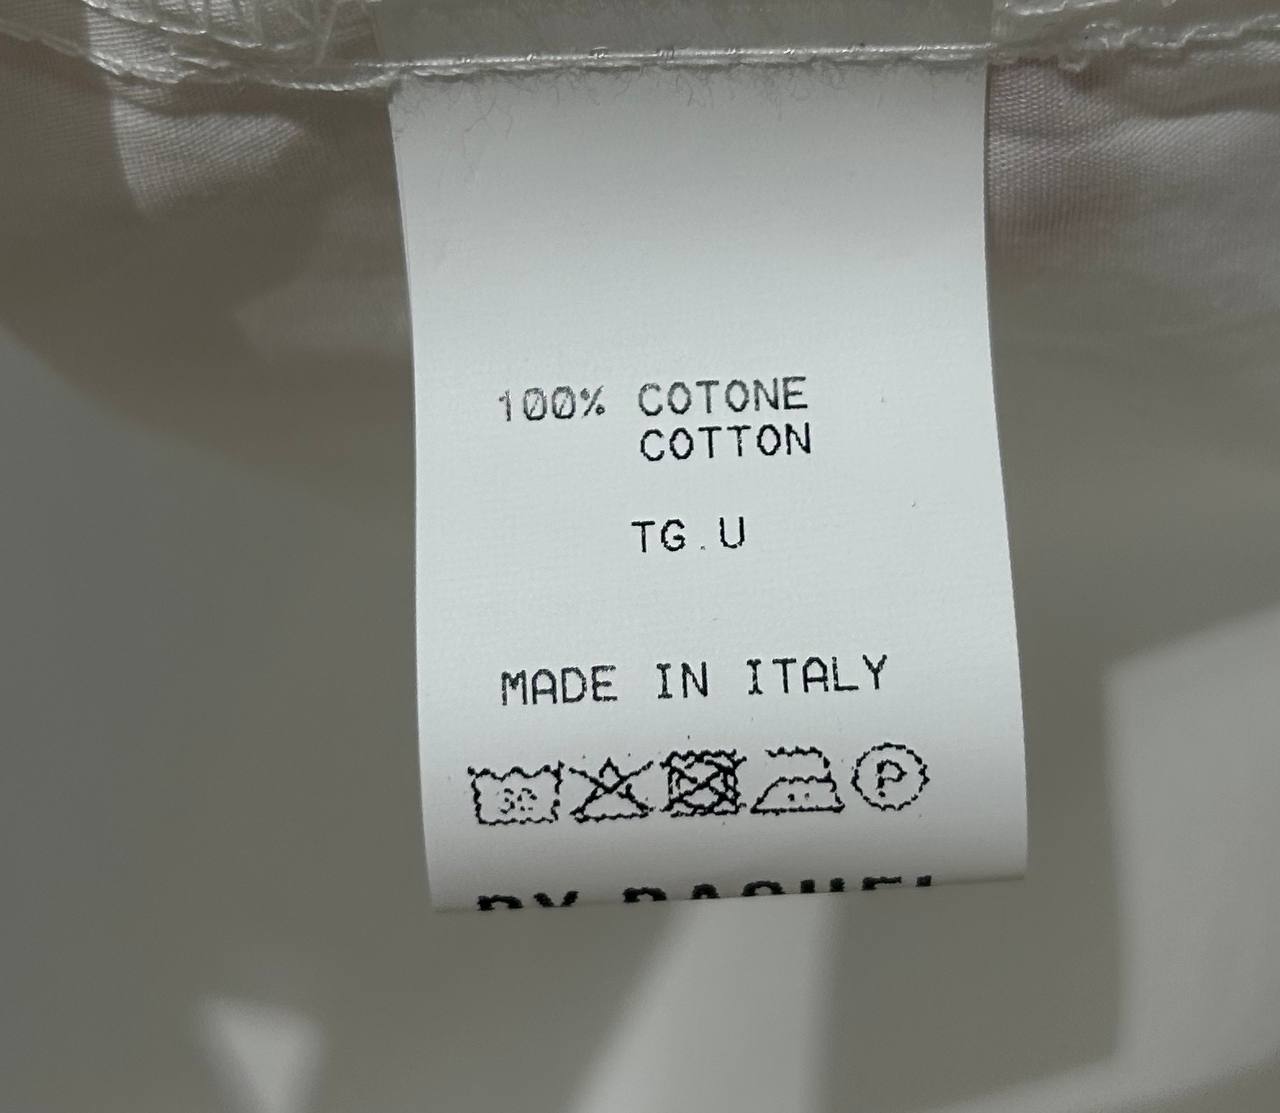 100% COTONE
COTTON
TG.U
MADE IN ITALY
P